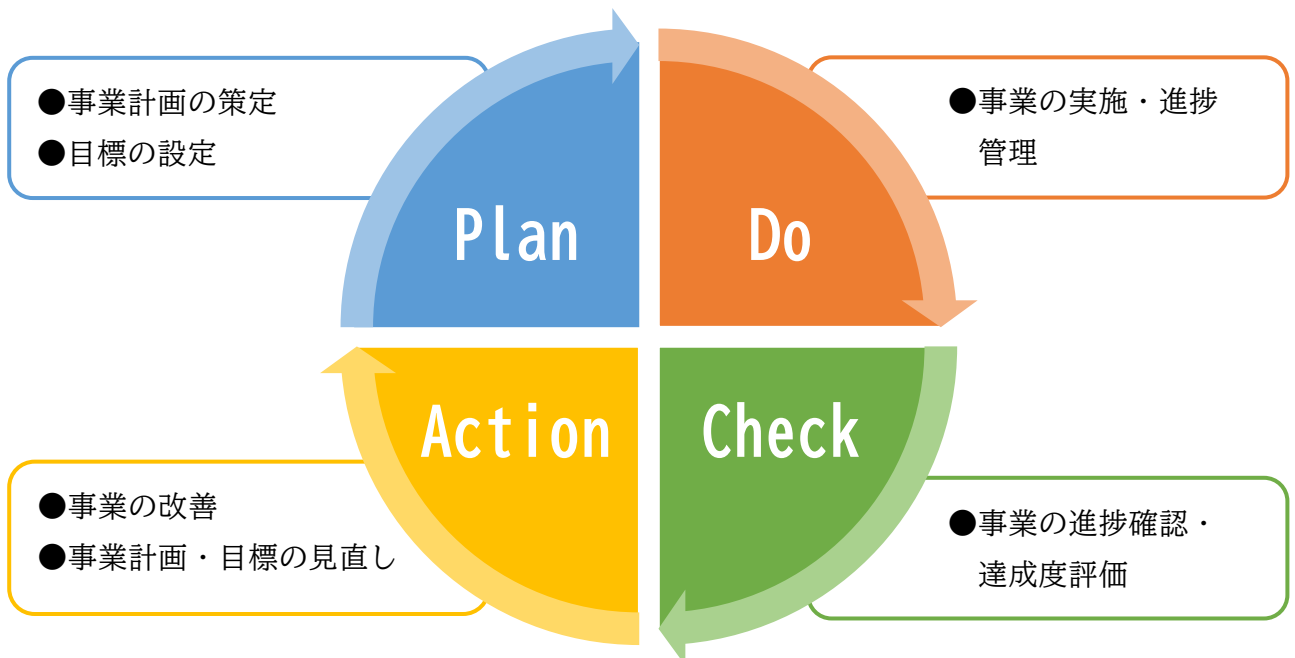 ●事業計画の策定
●目標の設定
●事業の実施・進捗
管理
Plan
Do
Action
Check
●事業の改善
●事業計画・目標の見直し
●事業の進捗確認・
達成度評価